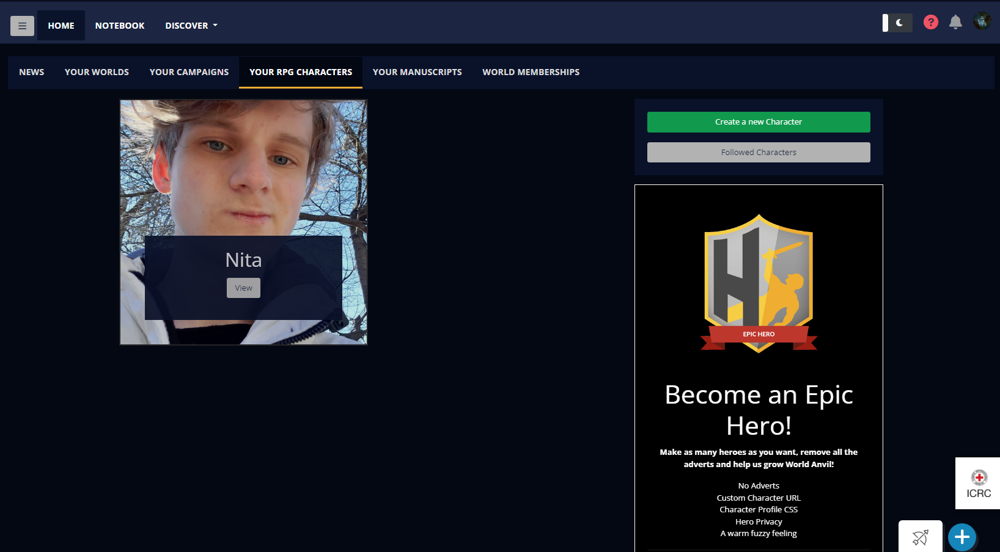 HOME
NOTEBOOK
DISCOVER
?
NEWS
YOUR WORLDS
YOUR CAMPAIGNS
YOUR RPG CHARACTERS
YOUR MANUSCRIPTS
WORLD MEMBERSHIPS
Nita
View
Create a new Character
Followed Characters
H
EPIC HERO
Become an Epic
Hero!
Make as many heroes as you want, remove all the
adverts and help us grow World Anvil!
No Adverts
Custom Character URL
Character Profile CSS
Hero Privacy
A warm fuzzy feeling
ICRC